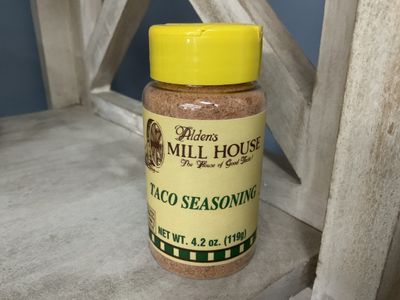 Alden's
MILL HOUSE
The House of Good Taste!
TACO SEASONING
NET WT. 4.2 oz. (119g)